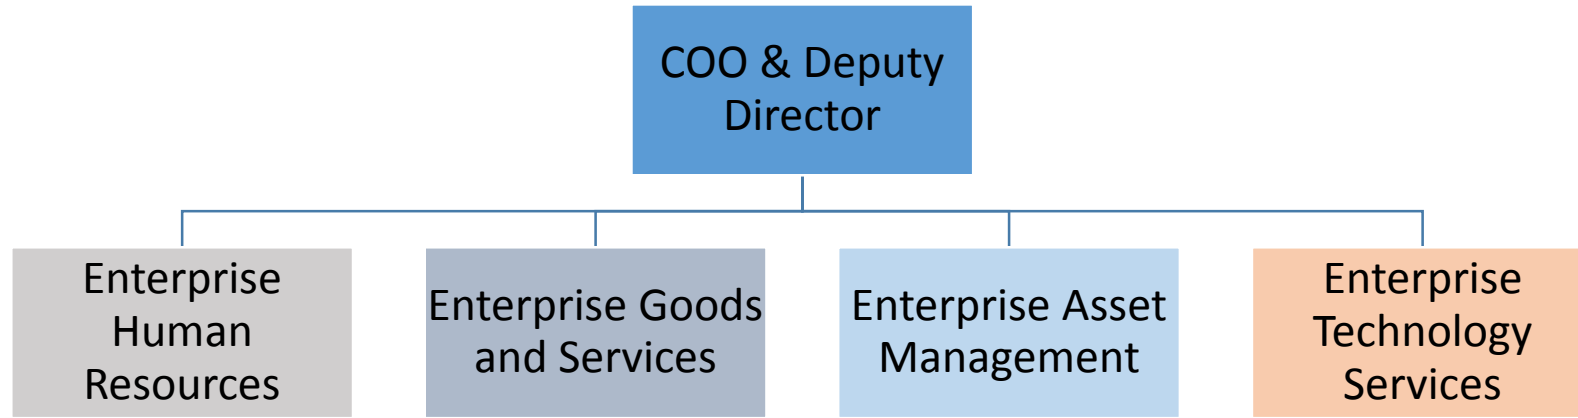 COO & Deputy
Director
Enterprise
Human
Resources
Enterprise Goods
and Services
Enterprise Asset
Management
Enterprise
Technology
Services